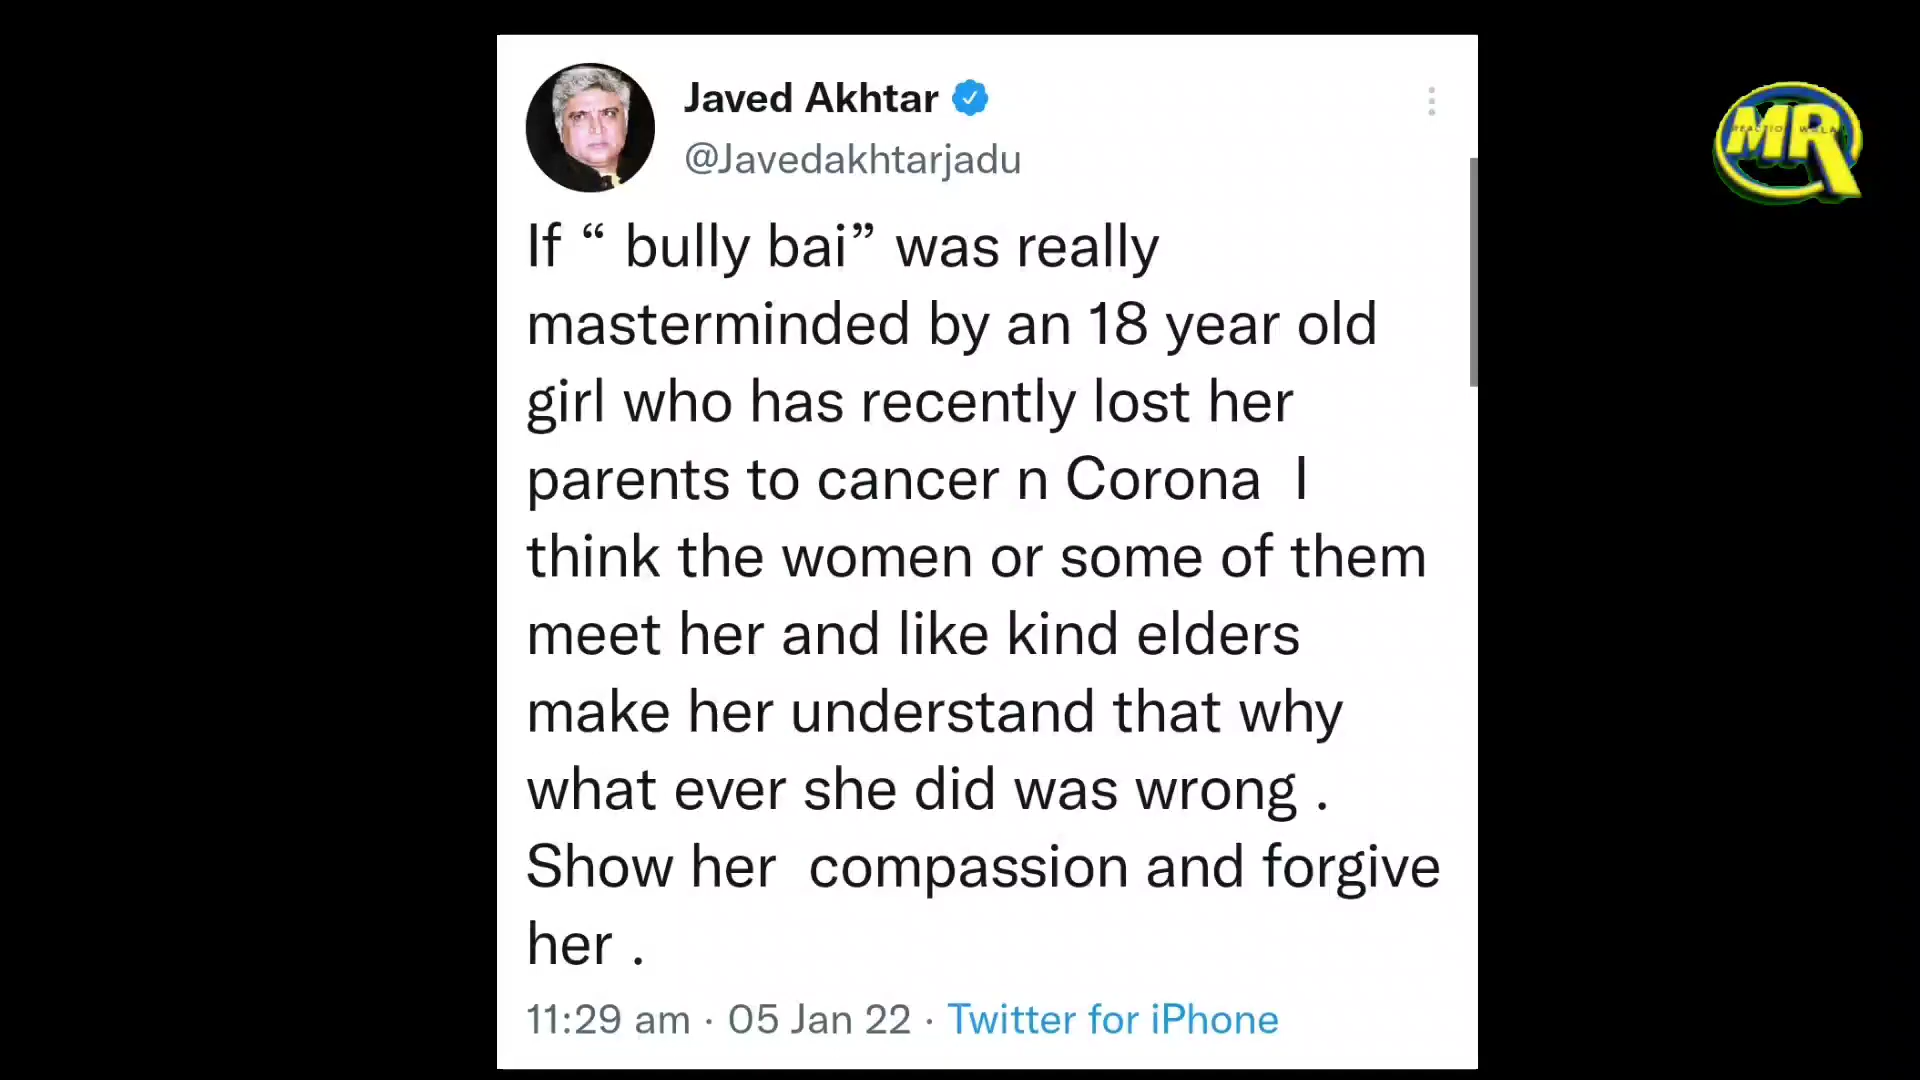 Javed Akhtar
@Javedakhtarjadu
If “ bully bai” was really
masterminded by an 18 year old
girl who has recently lost her
parents to cancer n Corona  I
think the women or some of them
meet her and like kind elders
make her understand that why
what ever she did was wrong .
Show her  compassion and forgive
her .
11:29 am · 05 Jan 22 · Twitter for iPhone
MR
REACTION WALA